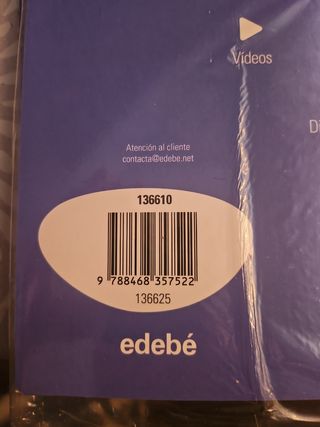 Vídeos
Atención al cliente
contacta@edebe.net
136610
9 788468 357522
136625
edebé